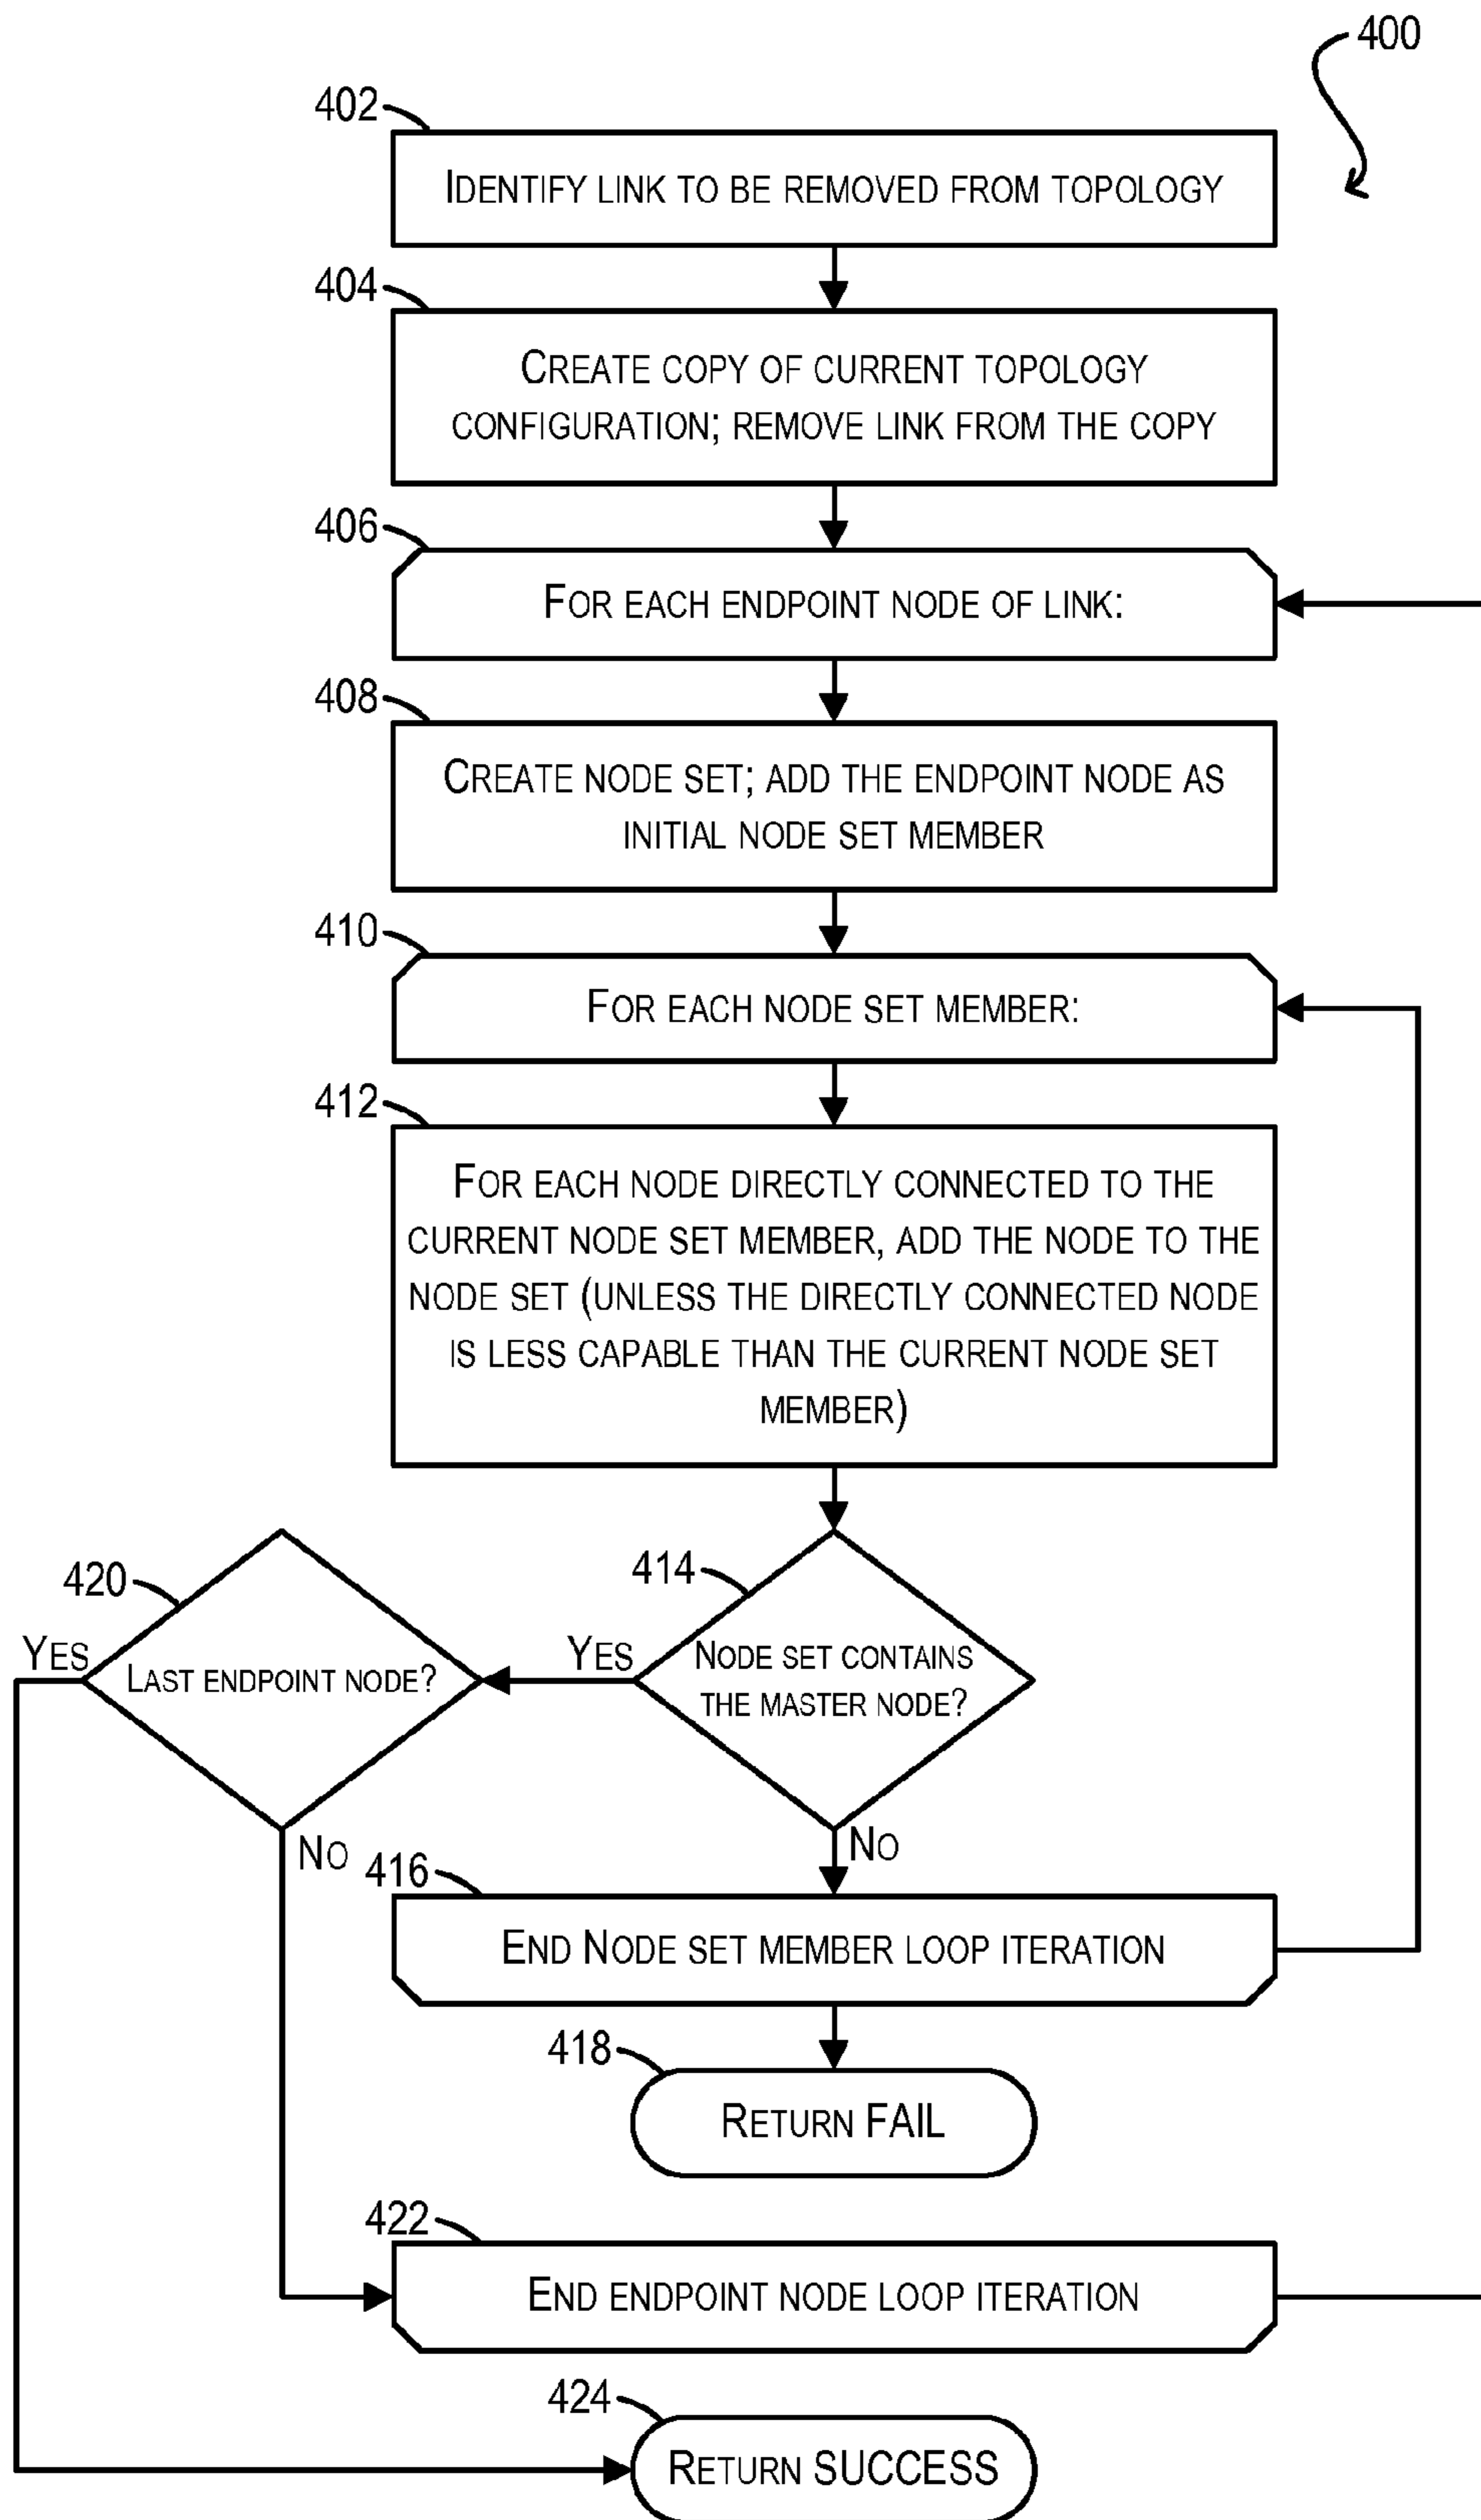 400
402
IDENTIFY LINK TO BE REMOVED FROM TOPOLOGY
404
CREATE COPY OF CURRENT TOPOLOGY
CONFIGURATION; REMOVE LINK FROM THE COPY
406
FOR EACH ENDPOINT NODE OF LINK:
408
CREATE NODE SET; ADD THE ENDPOINT NODE AS
INITIAL NODE SET MEMBER
410
FOR EACH NODE SET MEMBER:
412
FOR EACH NODE DIRECTLY CONNECTED TO THE
CURRENT NODE SET MEMBER, ADD THE NODE TO THE
NODE SET (UNLESS THE DIRECTLY CONNECTED NODE
IS LESS CAPABLE THAN THE CURRENT NODE SET
MEMBER)
414
NODE SET CONTAINS
THE MASTER NODE?
YES
NO
420
LAST ENDPOINT NODE?
YES
NO
416
END NODE SET MEMBER LOOP ITERATION
418
RETURN FAIL
422
END ENDPOINT NODE LOOP ITERATION
424
RETURN SUCCESS